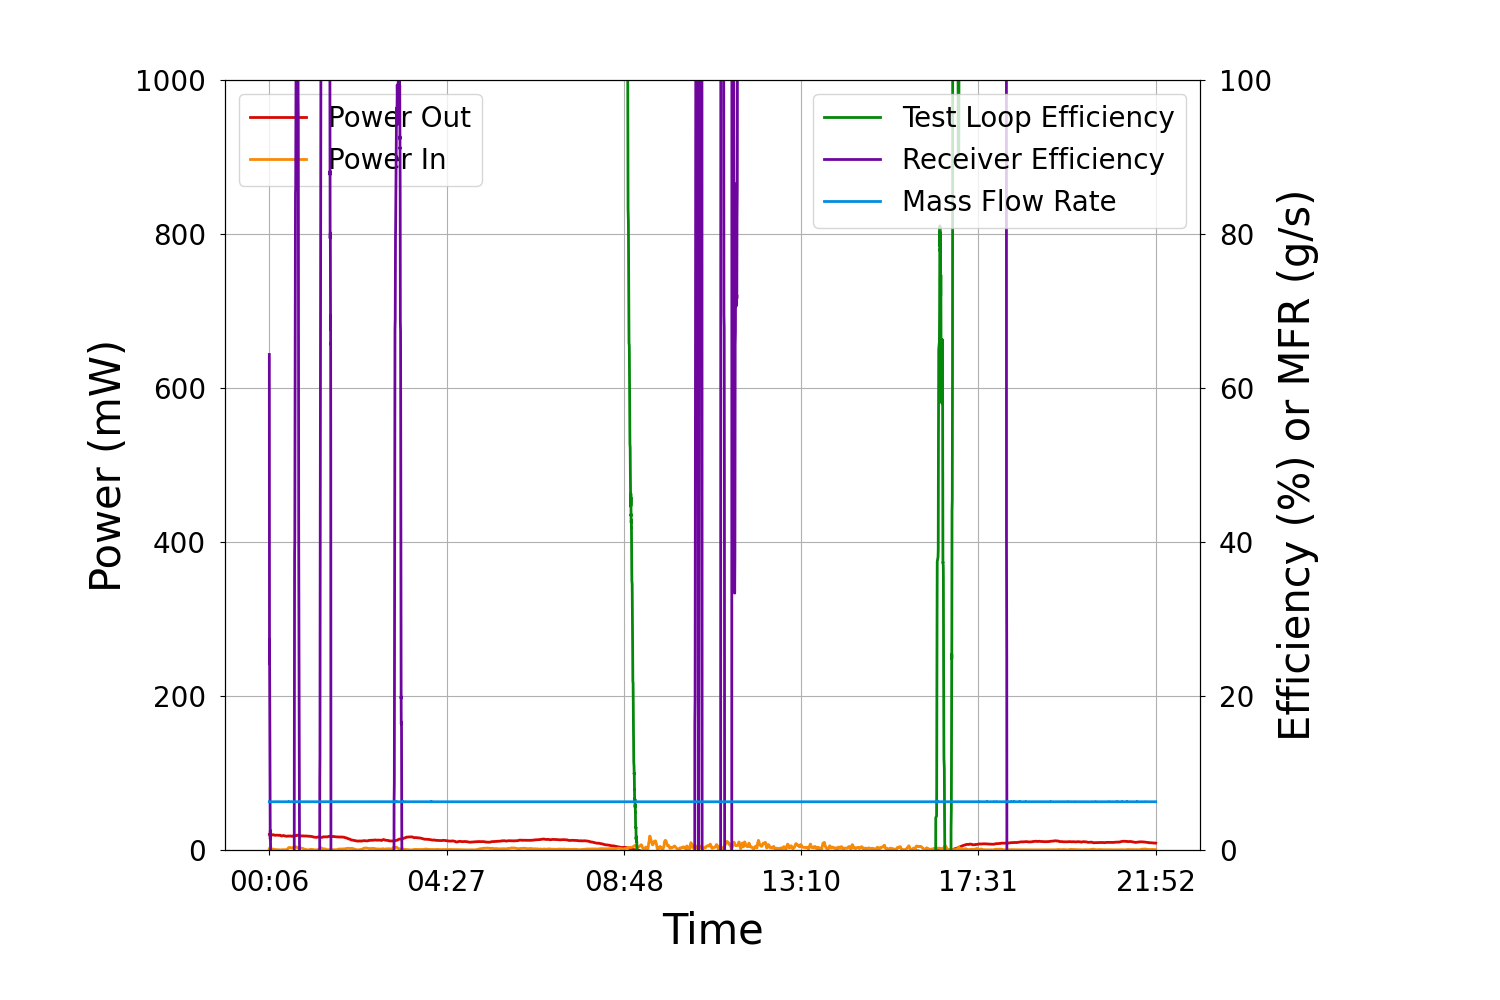 1000
800
600
400
200
0
Power (mW)
Power Out
Power In
Test Loop Efficiency
Receiver Efficiency
Mass Flow Rate
100
80
60
40
20
0
Efficiency (%) or MFR (g/s)
00:06 04:27 08:48 13:10 17:31 21:52
Time